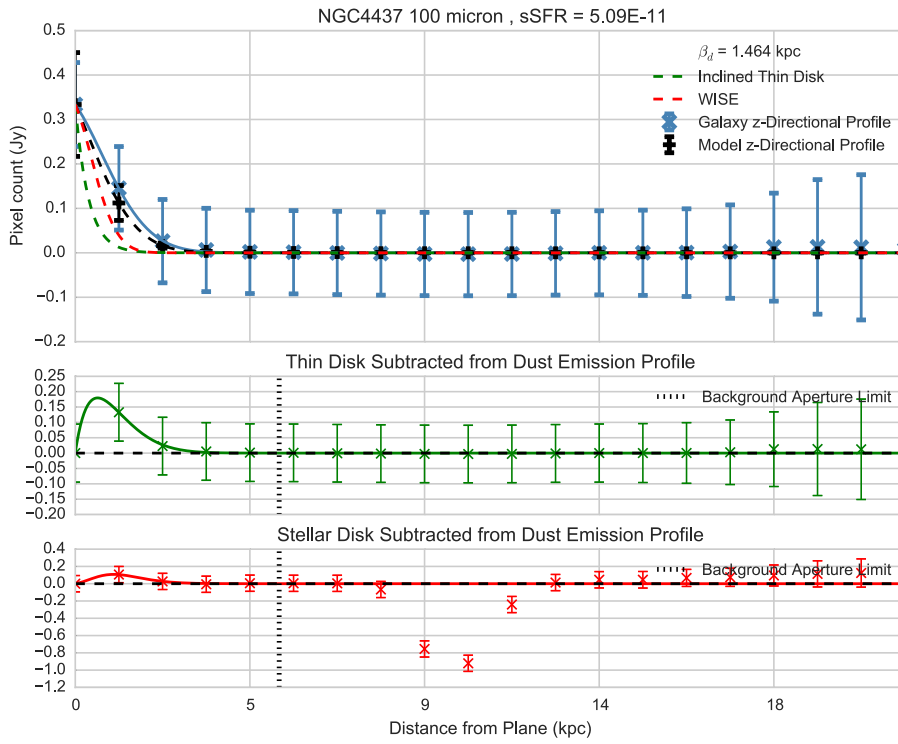 NGC4437 100 micron , sSFR = 5.09E-11
β_d = 1.464 kpc
Inclined Thin Disk
WISE
Galaxy z-Directional Profile
Model z-Directional Profile
Pixel count (Jy)
0.5
0.4
0.3
0.2
0.1
0.0
−0.1
−0.2
Thin Disk Subtracted from Dust Emission Profile
0.25
0.20
0.15
0.10
0.05
0.00
−0.05
−0.10
−0.15
−0.20
Background Aperture Limit
Stellar Disk Subtracted from Dust Emission Profile
0.4
0.2
0.0
−0.2
−0.4
−0.6
−0.8
−1.0
−1.2
Background Aperture Limit
0 5 9 14 18
Distance from Plane (kpc)